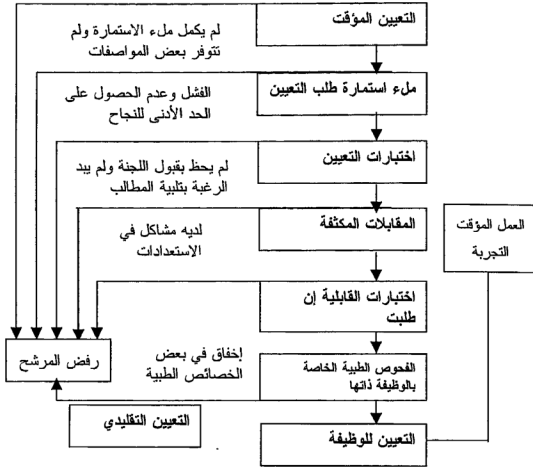 التعيين المؤقت
لم يكمل ملء الاستمارة ولم
تتوفر بعض المواصفات
ملء استمارة طلب التعيين
الفشل وعدم الحصول على
الحد الأدنى للنجاح
اختبارات التعيين
لم يحظ بقبول اللجنة ولم يبد
الرغبة بتلبية المطالب
المقابلات المكثفة
لديه مشاكل في
الاستعدادات
العمل المؤقت
التجربة
اختبارات القابلية إن
طلبت
رفض المرشح
إخفاق في بعض
الخصائص الطبية
الفحوص الطبية الخاصة
بالوظيفة ذاتها
التعيين التقليدي
التعيين للوظيفة